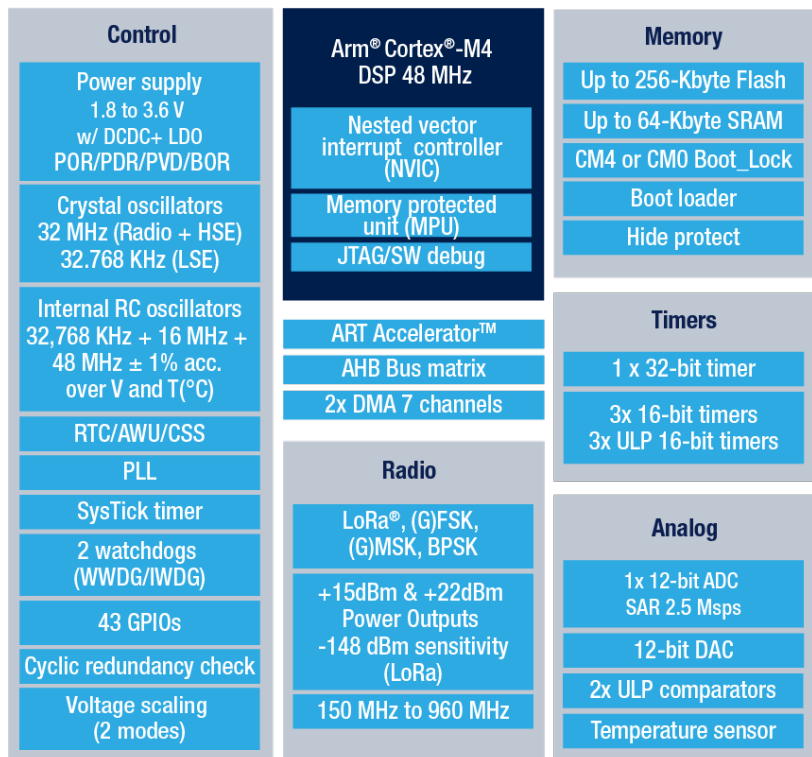 Control
Power supply
1.8 to 3.6 V
w/ DCDC+ LDO
POR/PDR/PVD/BOR
Crystal oscillators
32 MHz (Radio + HSE)
32.768 KHz (LSE)
Internal RC oscillators
32,768 KHz + 16 MHz +
48 MHz ± 1% acc.
over V and T(°C)
RTC/AWU/CSS
PLL
SysTick timer
2 watchdogs
(WWDG/IWDG)
43 GPIOs
Cyclic redundancy check
Voltage scaling
(2 modes)
Arm® Cortex®-M4
DSP 48 MHz
Nested vector
interrupt controller
(NVIC)
Memory protected
unit (MPU)
JTAG/SW debug
ART Accelerator™
AHB Bus matrix
2x DMA 7 channels
Radio
LoRa®, (G)FSK,
(G)MSK, BPSK
+15dBm & +22dBm
Power Outputs
-148 dBm sensitivity
(LoRa)
150 MHz to 960 MHz
Memory
Up to 256-Kbyte Flash
Up to 64-Kbyte SRAM
CM4 or CM0 Boot_Lock
Boot loader
Hide protect
Timers
1 x 32-bit timer
3x 16-bit timers
3x ULP 16-bit timers
Analog
1x 12-bit ADC
SAR 2.5 Msps
12-bit DAC
2x ULP comparators
Temperature sensor